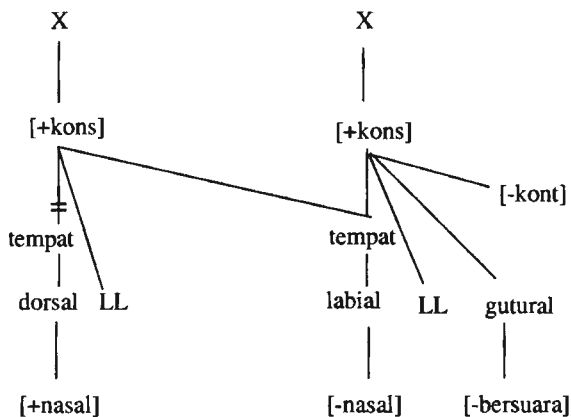 X X
[+kons] [+kons]
[-kont]
tempat tempat
dorsal LL labial LL gutural
[+nasal] [-nasal] [-bersuara]